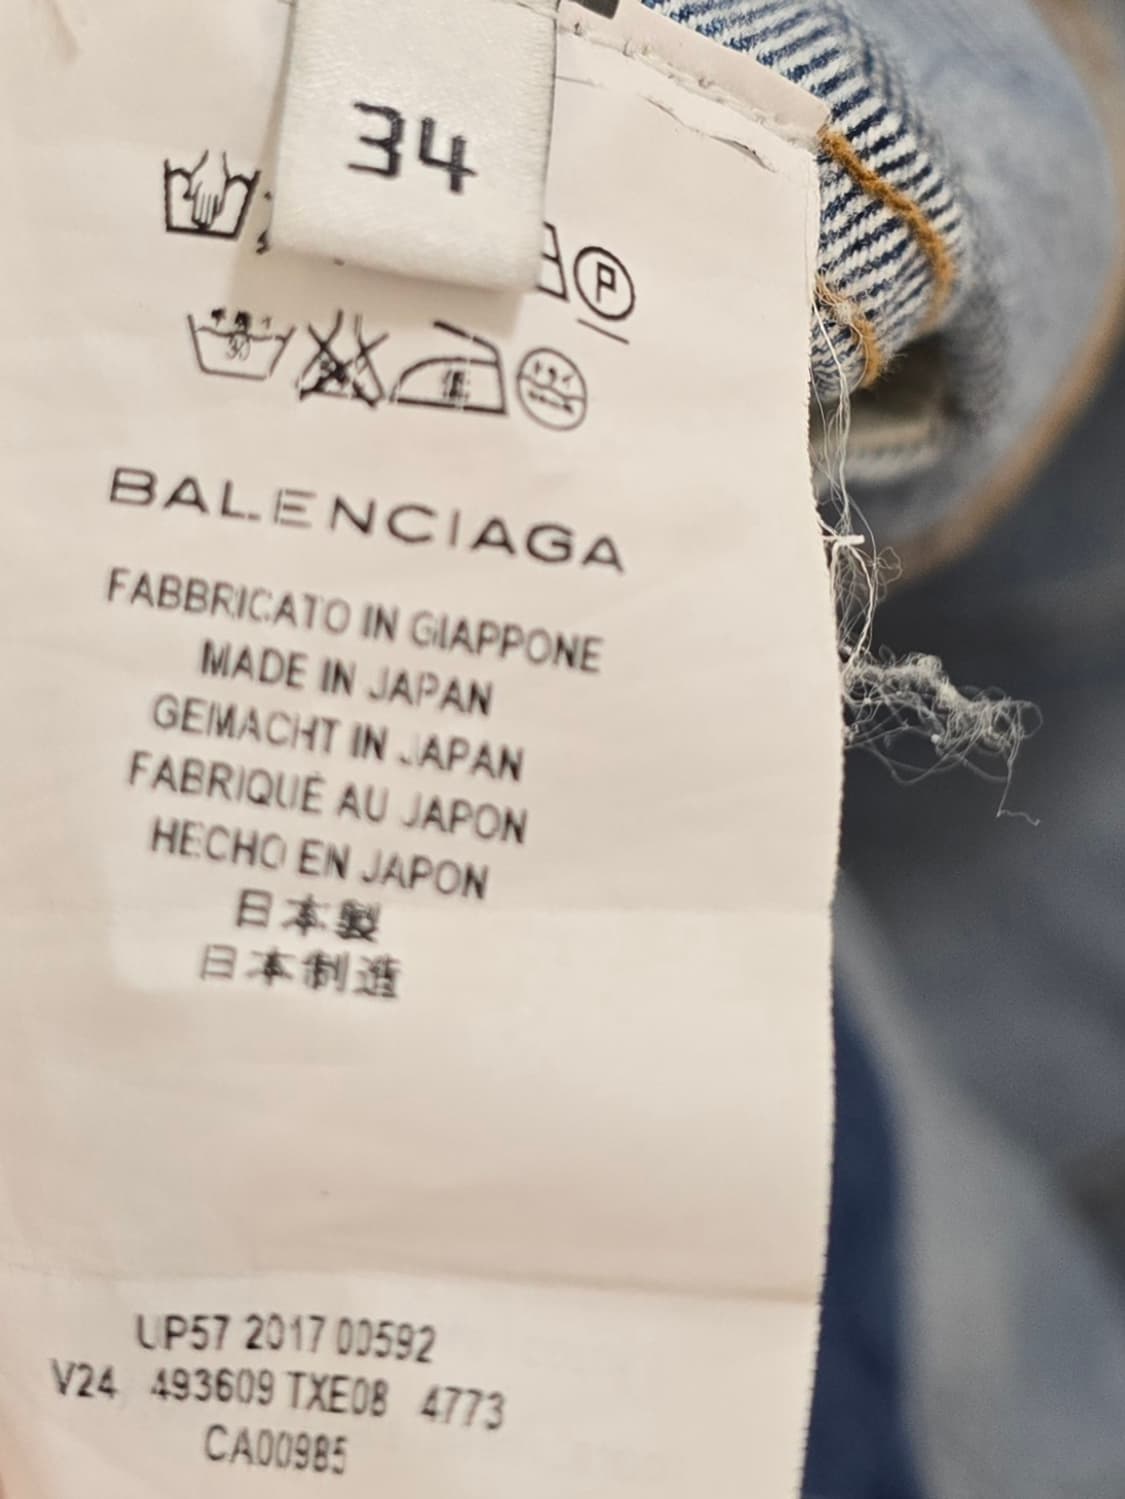 34
P
30
BALENCIAGA
FABBRICATO IN GIAPPONE
MADE IN JAPAN
GEMACHT IN JAPAN
FABRIQUÉ AU JAPON
HECHO EN JAPON
日本製
日本制造
UP57 2017 00592
V24 493609 TXE08 4773
CA00985